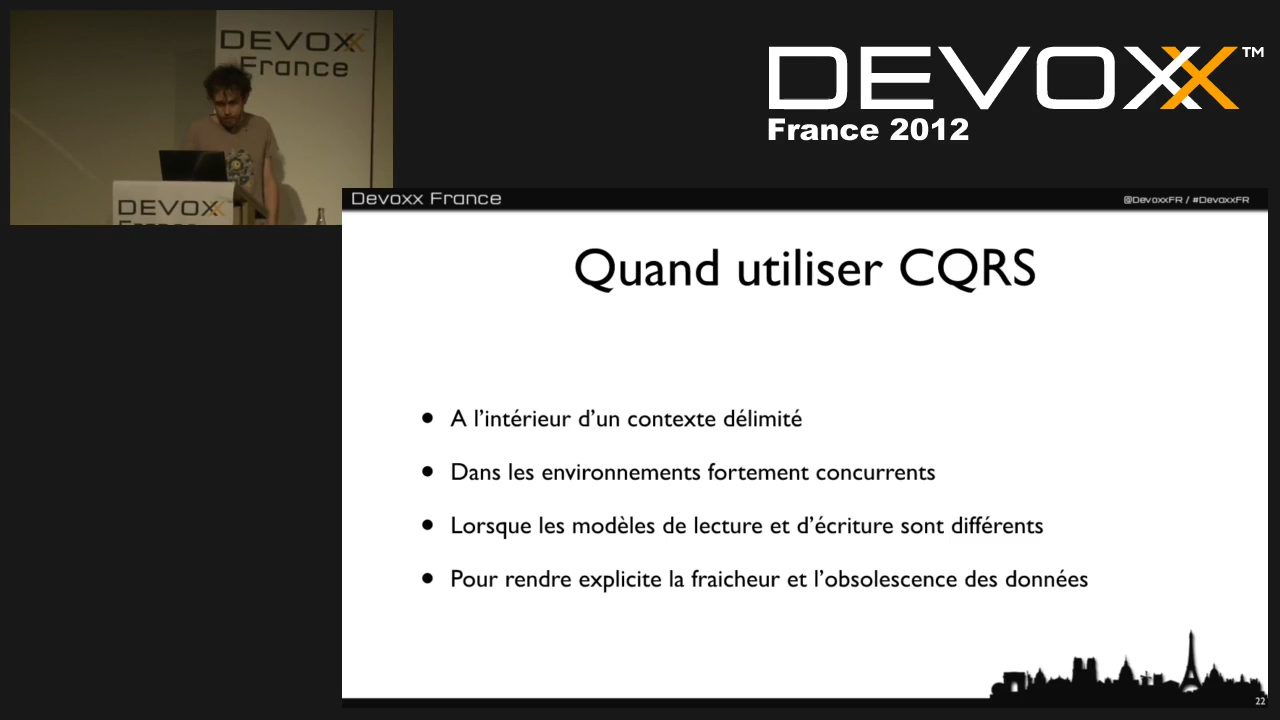 DEVOXX
France
DEVOXX
France
DEVOXX™
France 2012
Devoxx France
@DevoxxFR / #DevoxxFR
Quand utiliser CQRS
• A l’intérieur d’un contexte délimité
• Dans les environnements fortement concurrents
• Lorsque les modèles de lecture et d’écriture sont différents
• Pour rendre explicite la fraicheur et l’obsolescence des données
22